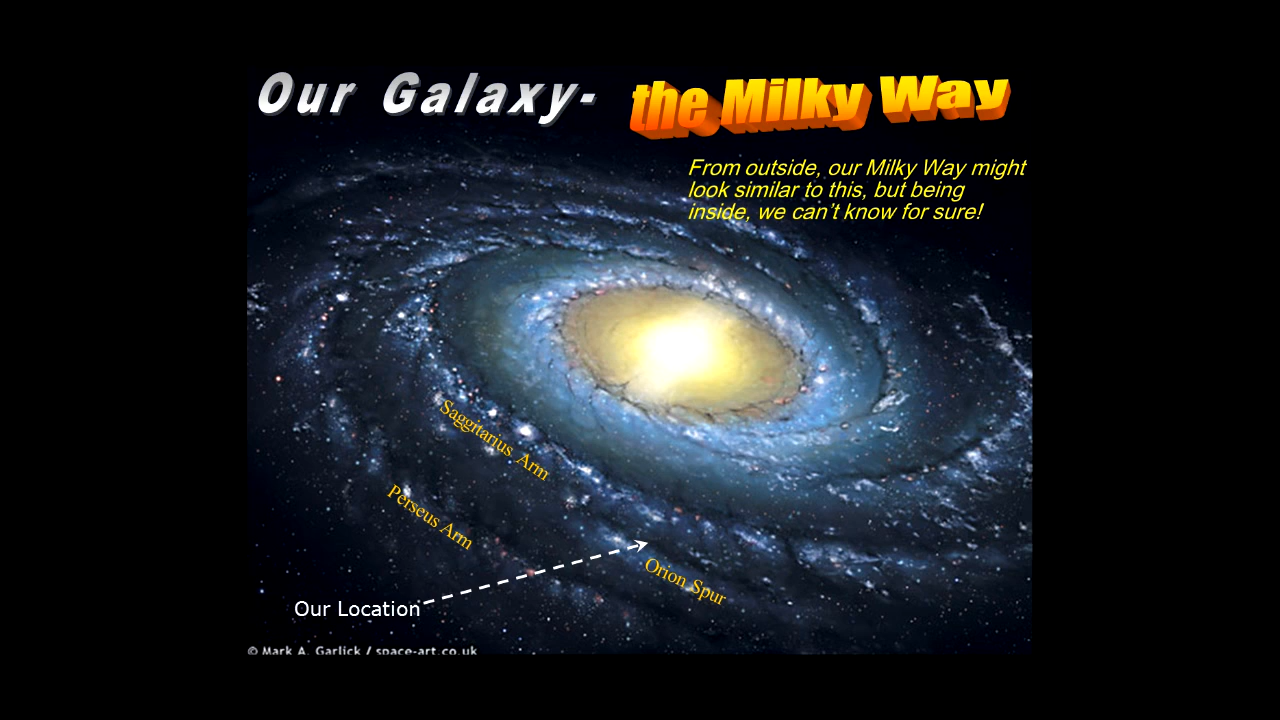 Our Galaxy- the Milky Way
From outside, our Milky Way might
look similar to this, but being
inside, we can't know for sure!
Saggitarius Arm
Perseus Arm
Orion Spur
Our Location
© Mark A. Garlick / space-art.co.uk